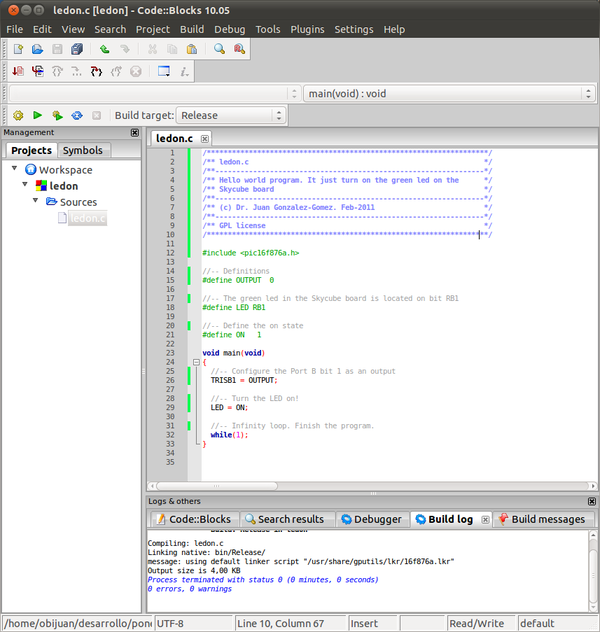 ledon.c [ledon] - Code::Blocks 10.05
File Edit View Search Project Build Debug Tools Plugins Settings Help
main(void) : void
Build target: Release
Management
Projects Symbols
Workspace
ledon
Sources
ledon.c
ledon.c
1 /*******************************************************************/
2 /** ledon.c */
3 /**-----------------------------------------------------------------*/
4 /** Hello world program. It just turn on the green led on the */
5 /** Skycube board */
6 /**-----------------------------------------------------------------*/
7 /** (c) Dr. Juan Gonzalez-Gomez. Feb-2011 */
8 /**-----------------------------------------------------------------*/
9 /** GPL license */
10 /*******************************************************************/
11
12 #include <pic16f876a.h>
13
14 //-- Definitions
15 #define OUTPUT 0
16
17 //-- The green led in the Skycube board is located on bit RB1
18 #define LED RB1
19
20 //-- Define the on state
21 #define ON 1
22
23 void main(void)
24 {
25 //-- Configure the Port B bit 1 as an output
26 TRISB1 = OUTPUT;
27
28 //-- Turn the LED on!
29 LED = ON;
30
31 //-- Infinity loop. Finish the program.
32 while(1);
33 }
34
35
Logs & others
Code::Blocks Search results Debugger Build log Build messages
Build: Release in ledon
Compiling: ledon.c
Linking native: bin/Release/
message: using default linker script "/usr/share/gputils/lkr/16f876a.lkr"
Output size is 4,00 KB
Process terminated with status 0 (0 minutes, 0 seconds)
0 errors, 0 warnings
/home/obijuan/desarrollo/pon UTF-8 Line 10, Column 67 Insert Read/Write default